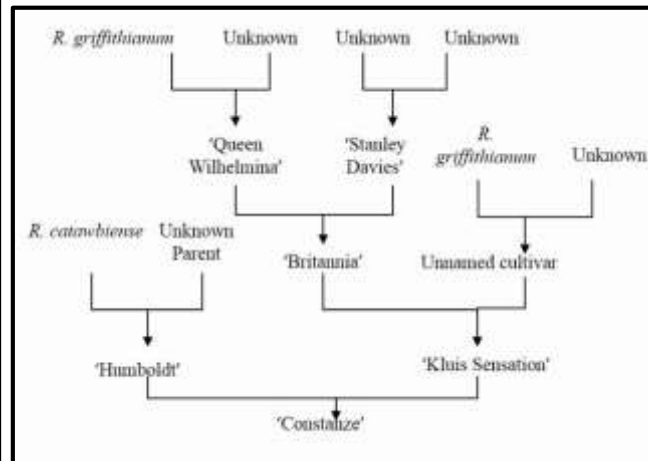 R. griffithianum
Unknown
Unknown
Unknown
'Queen
Wilhelmina'
'Stanley
Davies'
R.
griffithianum
Unknown
R. catawbiense
Unknown
Parent
'Britannia'
Unnamed cultivar
'Humboldt'
'Kluis Sensation'
'Constanze'